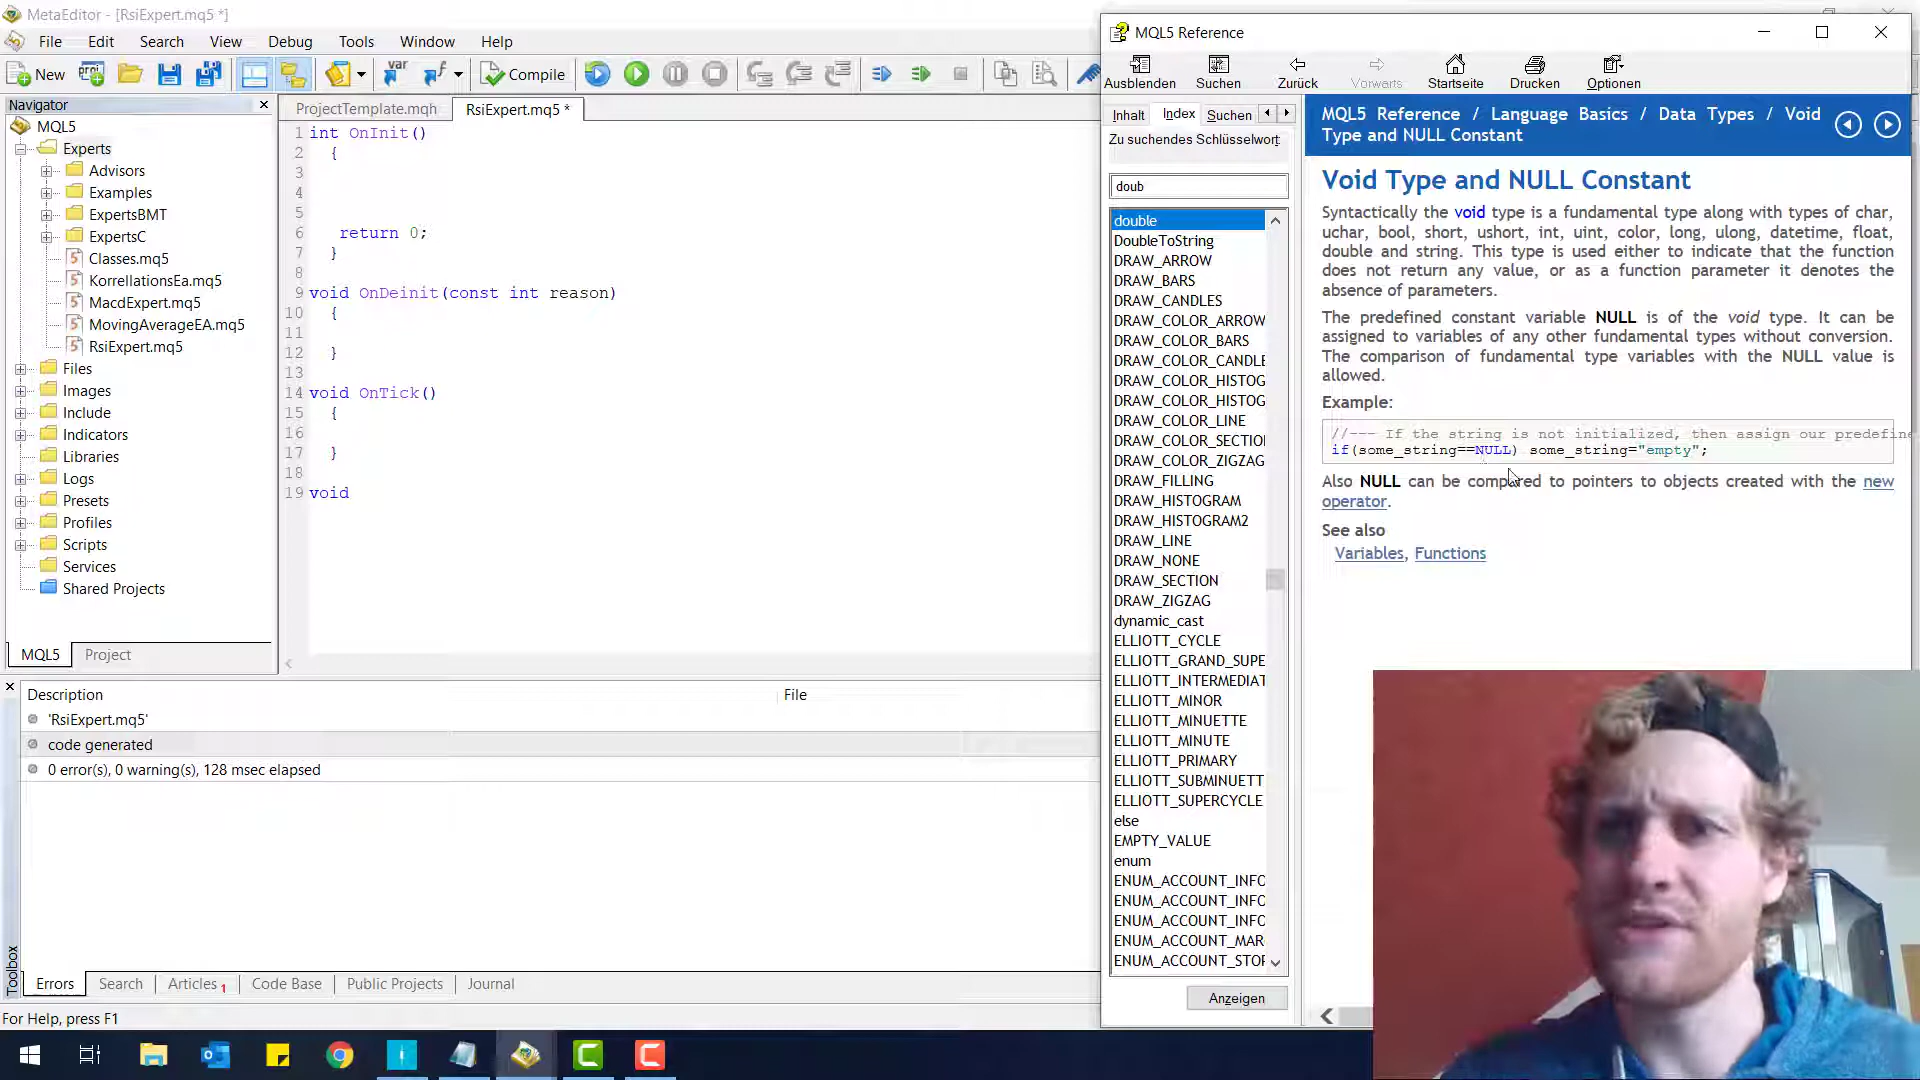 MetaEditor - [RsiExpert.mq5 *]
File Edit Search View Debug Tools Window Help
New
Compile
Navigator
MQL5
Experts
Advisors
Examples
ExpertsBMT
ExpertsC
Classes.mq5
KorrellationsEa.mq5
MacdExpert.mq5
MovingAverageEA.mq5
RsiExpert.mq5
Files
Images
Include
Indicators
Libraries
Logs
Presets
Profiles
Scripts
Services
Shared Projects
MQL5 Project
ProjectTemplate.mqh RsiExpert.mq5 *
1 int OnInit()
2 {
3
4
5
6 return 0;
7 }
8
9 void OnDeinit(const int reason)
10 {
11
12 }
13
14 void OnTick()
15 {
16
17 }
18
19 void
Description File
'RsiExpert.mq5'
code generated
0 error(s), 0 warning(s), 128 msec elapsed
Toolbox
Errors Search Articles 1 Code Base Public Projects Journal
For Help, press F1
MQL5 Reference
Ausblenden Suchen Zurück Vorwerts Startseite Drucken Optionen
Inhalt Index Suchen
Zu suchendes Schlüsselwort
doub
double
DoubleToString
DRAW_ARROW
DRAW_BARS
DRAW_CANDLES
DRAW_COLOR_ARROW
DRAW_COLOR_BARS
DRAW_COLOR_CANDLE
DRAW_COLOR_HISTOG
DRAW_COLOR_HISTOG
DRAW_COLOR_LINE
DRAW_COLOR_SECTIO
DRAW_COLOR_ZIGZAG
DRAW_FILLING
DRAW_HISTOGRAM
DRAW_HISTOGRAM2
DRAW_LINE
DRAW_NONE
DRAW_SECTION
DRAW_ZIGZAG
dynamic_cast
ELLIOTT_CYCLE
ELLIOTT_GRAND_SUPE
ELLIOTT_INTERMEDIAT
ELLIOTT_MINOR
ELLIOTT_MINUETTE
ELLIOTT_MINUTE
ELLIOTT_PRIMARY
ELLIOTT_SUBMINUETT
ELLIOTT_SUPERCYCLE
else
EMPTY_VALUE
enum
ENUM_ACCOUNT_INFO
ENUM_ACCOUNT_INFO
ENUM_ACCOUNT_INFO
ENUM_ACCOUNT_MAR
ENUM_ACCOUNT_STOP
Anzeigen
MQL5 Reference / Language Basics / Data Types / Void
Type and NULL Constant
Void Type and NULL Constant
Syntactically the void type is a fundamental type along with types of char,
uchar, bool, short, ushort, int, uint, color, long, ulong, datetime, float,
double and string. This type is used either to indicate that the function
does not return any value, or as a function parameter it denotes the
absence of parameters.
The predefined constant variable NULL is of the void type. It can be
assigned to variables of any other fundamental types without conversion.
The comparison of fundamental type variables with the NULL value is
allowed.
Example:
//--- If the string is not initialized, then assign our predefine
if(some_string==NULL) some_string="empty";
Also NULL can be compared to pointers to objects created with the new
operator.
See also
Variables, Functions